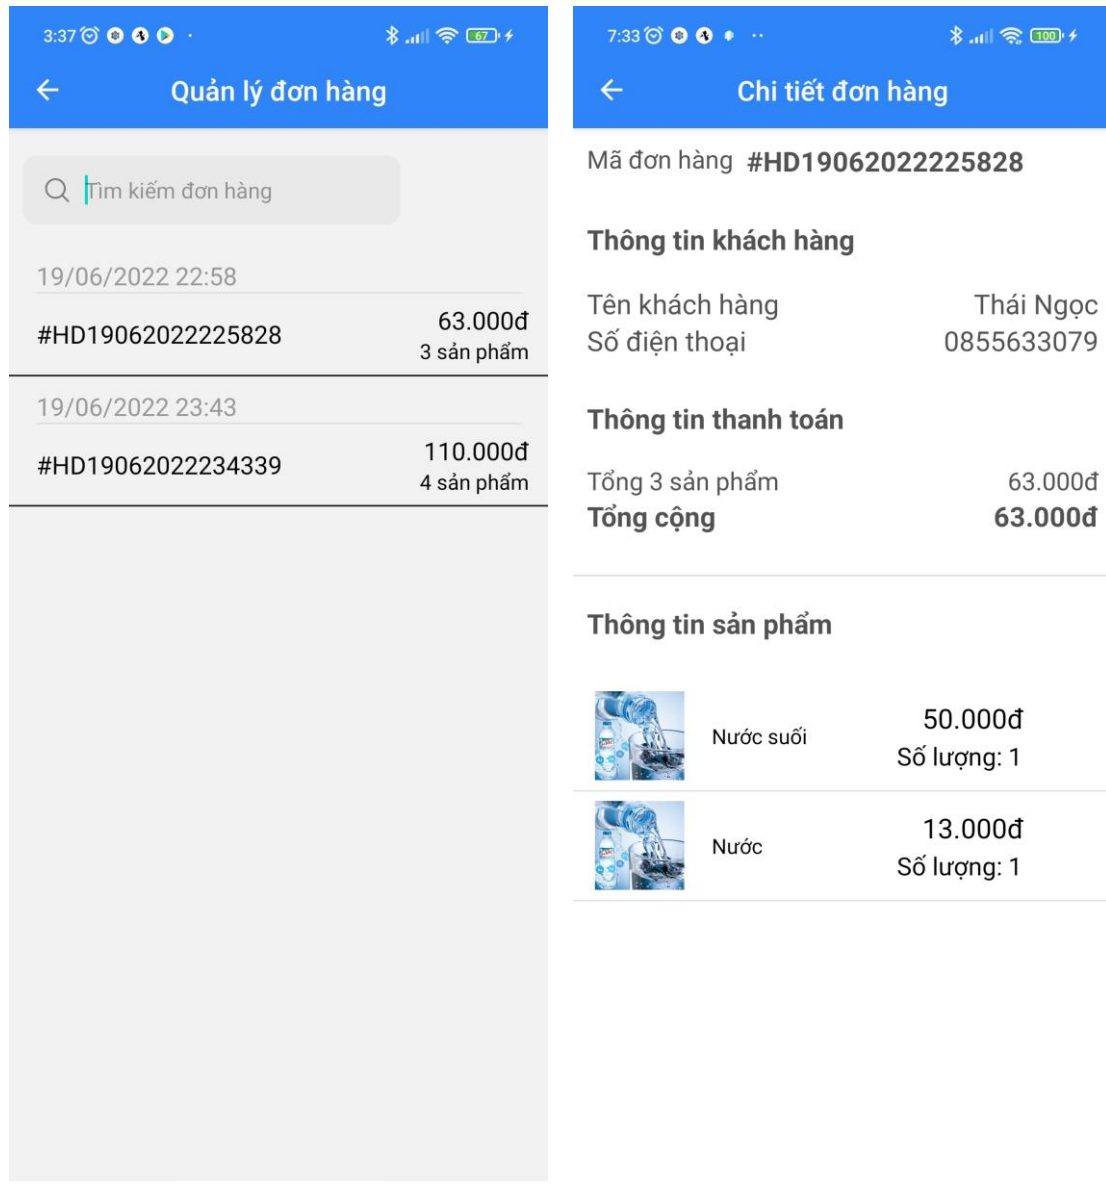 3:37
67
Quản lý đơn hàng
Tìm kiếm đơn hàng
19/06/2022 22:58
#HD19062022225828
63.000đ
3 sản phẩm
19/06/2022 23:43
#HD19062022234339
110.000đ
4 sản phẩm
7:33
100
Chi tiết đơn hàng
Mã đơn hàng #HD19062022225828
Thông tin khách hàng
Tên khách hàng Thái Ngọc
Số điện thoại 0855633079
Thông tin thanh toán
Tổng 3 sản phẩm 63.000đ
Tổng cộng 63.000đ
Thông tin sản phẩm
Nước suối
50.000đ
Số lượng: 1
Nước
13.000đ
Số lượng: 1